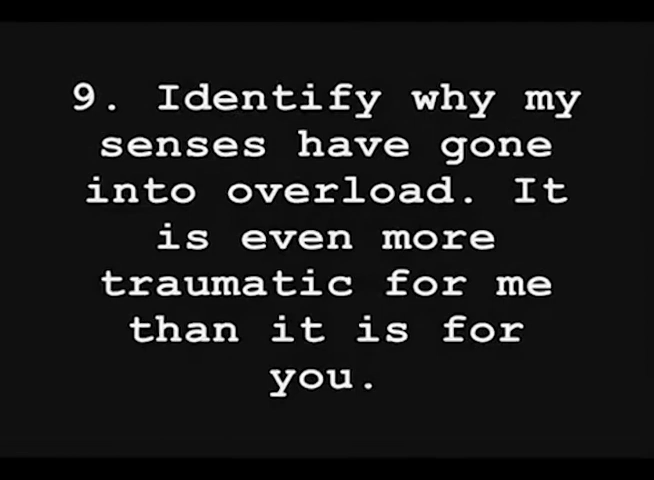 9. Identify why my
senses have gone
into overload. It
is even more
traumatic for me
than it is for
you.